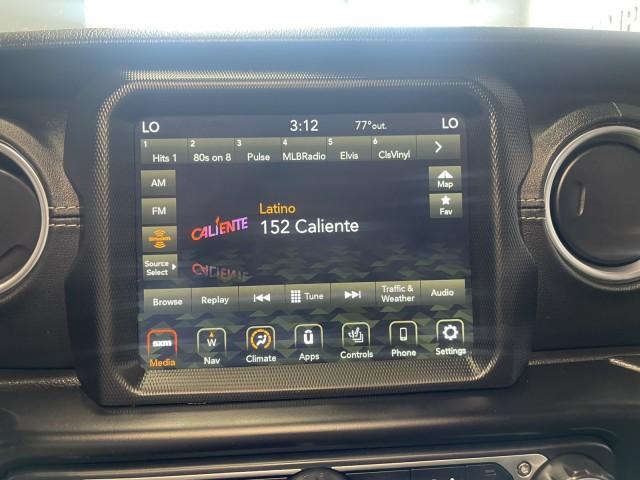 LO 3:12 77°out. LO
1 2 3 4 5 6
Hits 1 80s on 8 Pulse MLBRadio Elvis ClsVinyl
AM
Map
FM
Fav
CALIENTE
Latino
152 Caliente
Source
Select
Browse Replay Tune Traffic & Weather Audio
sxm W û
Media Nav Climate Apps Controls Phone Settings